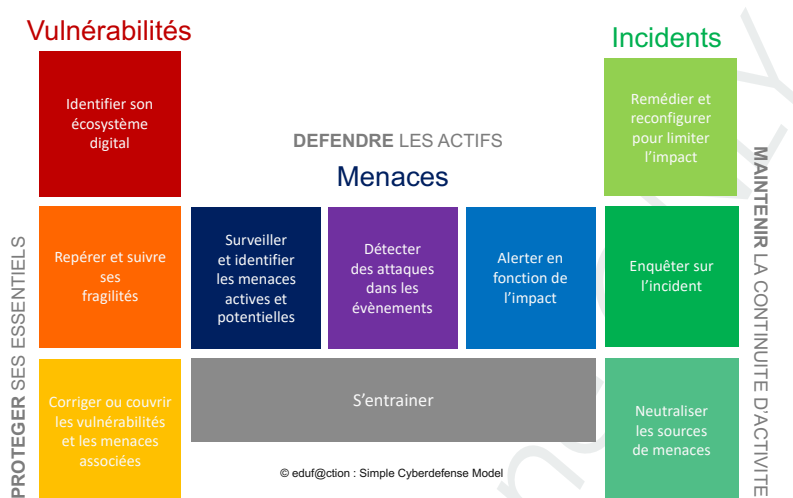 Vulnérabilités
Incidents
Identifier son
écosystème
digital
Remédier et
reconfigurer
pour limiter
l'impact
DEFENDRE LES ACTIFS
Menaces
PROTEGER SES ESSENTIELS
MAINTENIR LA CONTINUITE D'ACTIVITE
Repérer et suivre
ses
fragilités
Surveiller
et identifier
les menaces
actives et
potentielles
Détecter
des attaques
dans les
évènements
Alerter en
fonction de
l'impact
Enquêter sur
l'incident
Corriger ou couvrir
les vulnérabilités
et les menaces
associées
S'entrainer
Neutraliser
les sources
de menaces
© eduf@ction : Simple Cyberdefense Model